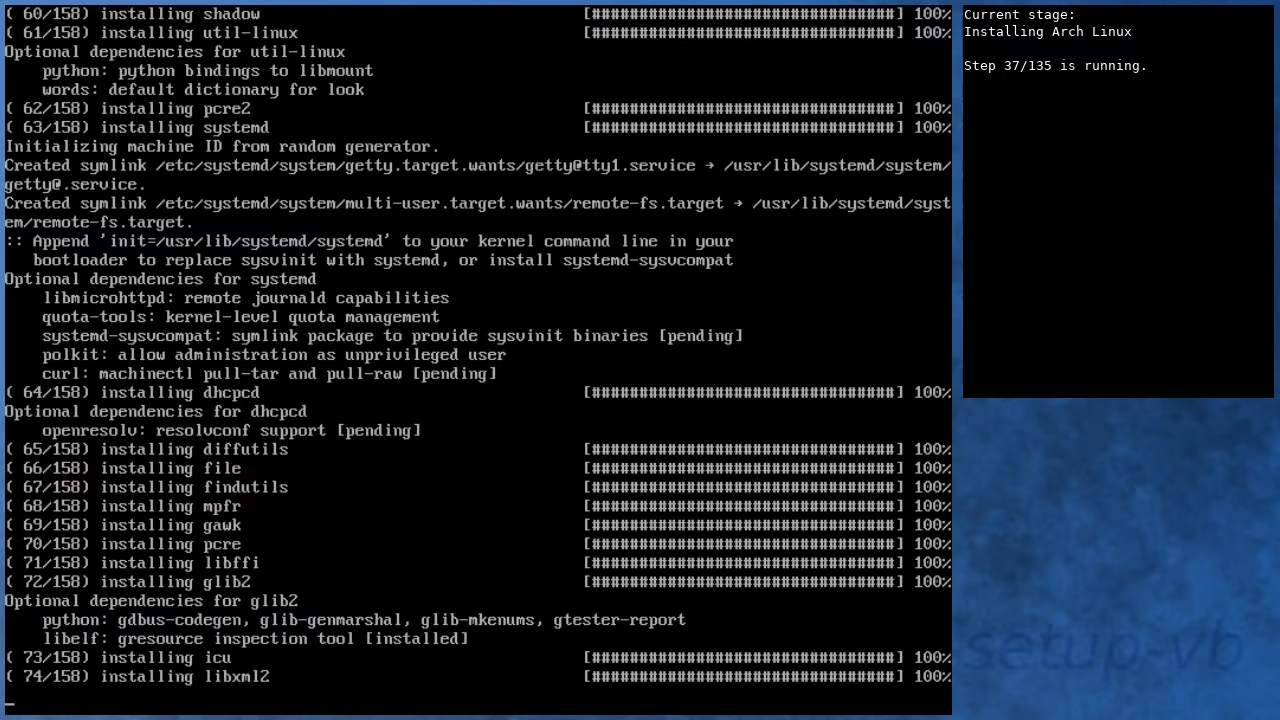 ( 60/158) installing shadow [################################] 100%
( 61/158) installing util-linux [################################] 100%
Optional dependencies for util-linux
    python: python bindings to libmount
    words: default dictionary for look
( 62/158) installing pcre2 [################################] 100%
( 63/158) installing systemd [################################] 100%
Initializing machine ID from random generator.
Created symlink /etc/systemd/system/getty.target.wants/getty@tty1.service → /usr/lib/systemd/system/
getty@.service.
Created symlink /etc/systemd/system/multi-user.target.wants/remote-fs.target → /usr/lib/systemd/syst
em/remote-fs.target.
:: Append 'init=/usr/lib/systemd/systemd' to your kernel command line in your
   bootloader to replace sysvinit with systemd, or install systemd-sysvcompat
Optional dependencies for systemd
    libmicrohttpd: remote journald capabilities
    quota-tools: kernel-level quota management
    systemd-sysvcompat: symlink package to provide sysvinit binaries [pending]
    polkit: allow administration as unprivileged user
    curl: machinectl pull-tar and pull-raw [pending]
( 64/158) installing dhcpcd [################################] 100%
Optional dependencies for dhcpcd
    openresolv: resolvconf support [pending]
( 65/158) installing diffutils [################################] 100%
( 66/158) installing file [################################] 100%
( 67/158) installing findutils [################################] 100%
( 68/158) installing mpfr [################################] 100%
( 69/158) installing gawk [################################] 100%
( 70/158) installing pcre [################################] 100%
( 71/158) installing libffi [################################] 100%
( 72/158) installing glib2 [################################] 100%
Optional dependencies for glib2
    python: gdbus-codegen, glib-genmarshal, glib-mkenums, gtester-report
    libelf: gresource inspection tool [installed]
( 73/158) installing icu [################################] 100%
( 74/158) installing libxml2 [################################] 100%
Current stage:
Installing Arch Linux
Step 37/135 is running.
setup-vb